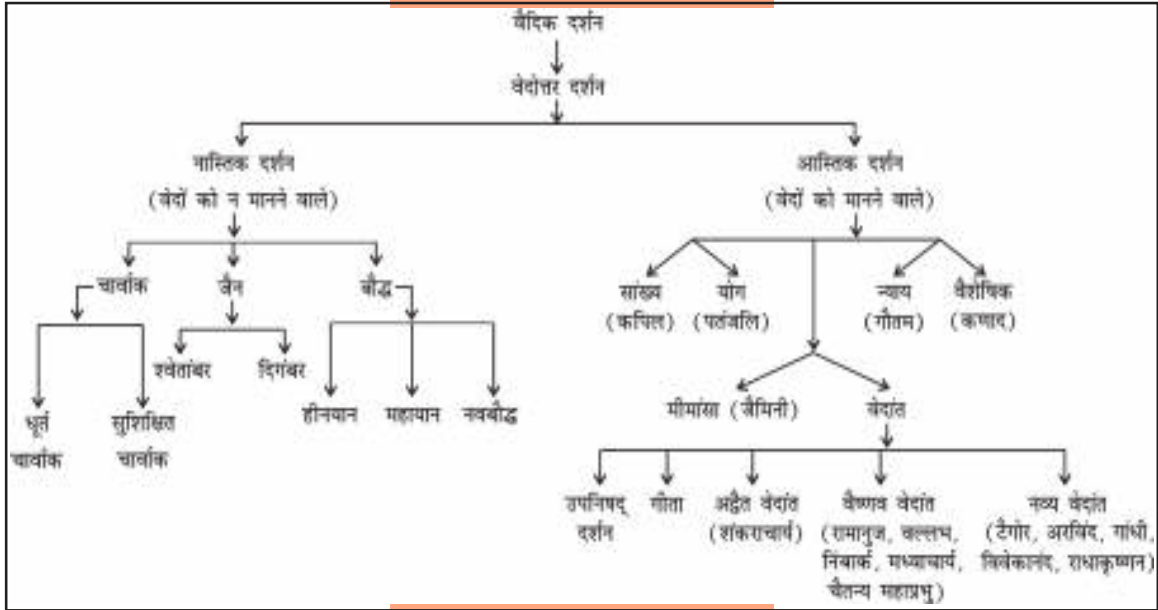 वैदिक दर्शन
वेदोत्तर दर्शन
नास्तिक दर्शन
(वेदों को न मानने वाले)
आस्तिक दर्शन
(वेदों को मानने वाले)
चार्वाक
जैन
बौद्ध
सांख्य
(कपिल)
योग
(पतंजलि)
न्याय
(गौतम)
वैशेषिक
(कणाद)
श्वेतांबर
दिगंबर
धूर्त
चार्वाक
सुशिक्षित
चार्वाक
हीनयान
महायान
नवबौद्ध
मीमांसा (जैमिनी)
वेदांत
उपनिषद्
दर्शन
गीता
अद्वैत वेदांत
(शंकराचार्य)
वैष्णव वेदांत
(रामानुज, वल्लभ,
निंबार्क, मध्वाचार्य,
चैतन्य महाप्रभु)
नव्य वेदांत
(टैगोर, अरविंद, गांधी,
विवेकानंद, राधाकृष्णन)